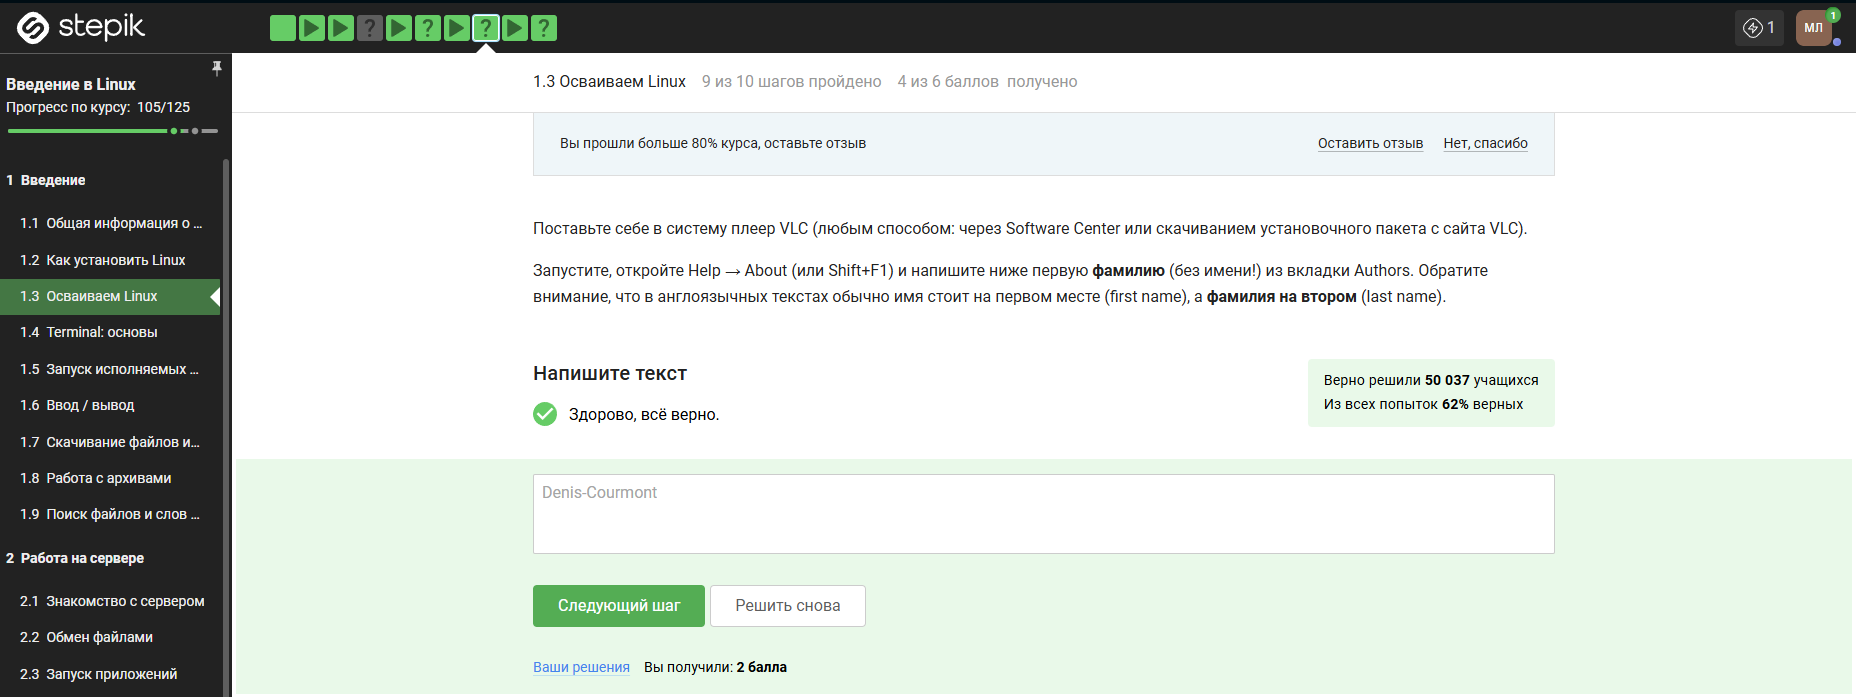 stepik
?
?
?
?
1
МЛ
1
Введение в Linux
Прогресс по курсу: 105/125
1 Введение
1.1 Общая информация о ...
1.2 Как установить Linux
1.3 Осваиваем Linux
1.4 Terminal: основы
1.5 Запуск исполняемых ...
1.6 Ввод / вывод
1.7 Скачивание файлов и...
1.8 Работа с архивами
1.9 Поиск файлов и слов ...
2 Работа на сервере
2.1 Знакомство с сервером
2.2 Обмен файлами
2.3 Запуск приложений
1.3 Осваиваем Linux 9 из 10 шагов пройдено 4 из 6 баллов получено
Вы прошли больше 80% курса, оставьте отзыв Оставить отзыв Нет, спасибо
Поставьте себе в систему плеер VLC (любым способом: через Software Center или скачиванием установочного пакета с сайта VLC).
Запустите, откройте Help → About (или Shift+F1) и напишите ниже первую фамилию (без имени!) из вкладки Authors. Обратите
внимание, что в англоязычных текстах обычно имя стоит на первом месте (first name), а фамилия на втором (last name).
Напишите текст
Здорово, всё верно.
Верно решили 50 037 учащихся
Из всех попыток 62% верных
Denis-Courmont
Следующий шаг
Решить снова
Ваши решения Вы получили: 2 балла